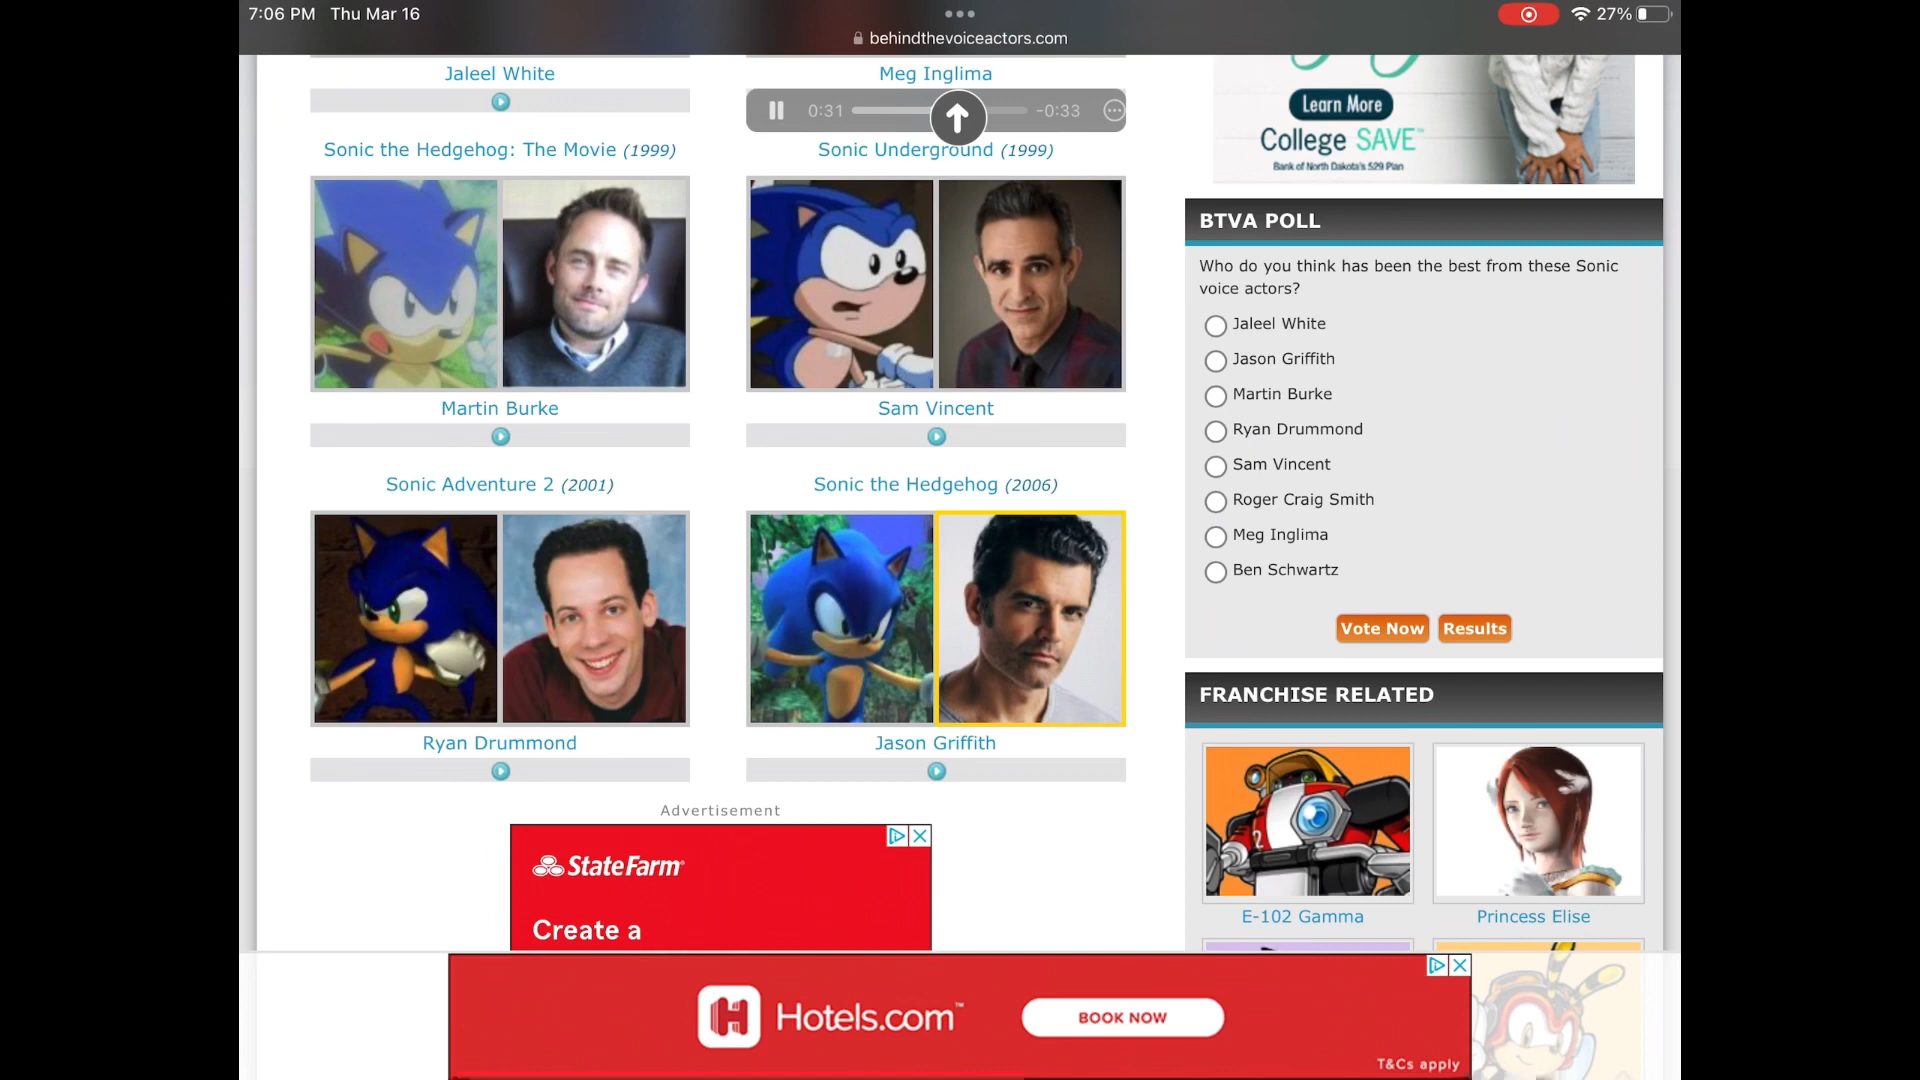 7:06 PM Thu Mar 16
27%
behindthevoiceactors.com
Jaleel White
Meg Inglima
0:31
-0:33
Sonic the Hedgehog: The Movie (1999)
Sonic Underground (1999)
Martin Burke
Sam Vincent
Sonic Adventure 2 (2001)
Sonic the Hedgehog (2006)
Ryan Drummond
Jason Griffith
Advertisement
StateFarm
Create a
Learn More
College SAVE™
Bank of North Dakota's 529 Plan
BTVA POLL
Who do you think has been the best from these Sonic
voice actors?
Jaleel White
Jason Griffith
Martin Burke
Ryan Drummond
Sam Vincent
Roger Craig Smith
Meg Inglima
Ben Schwartz
Vote Now
Results
FRANCHISE RELATED
E-102 Gamma
Princess Elise
Hotels.com™
BOOK NOW
T&Cs apply